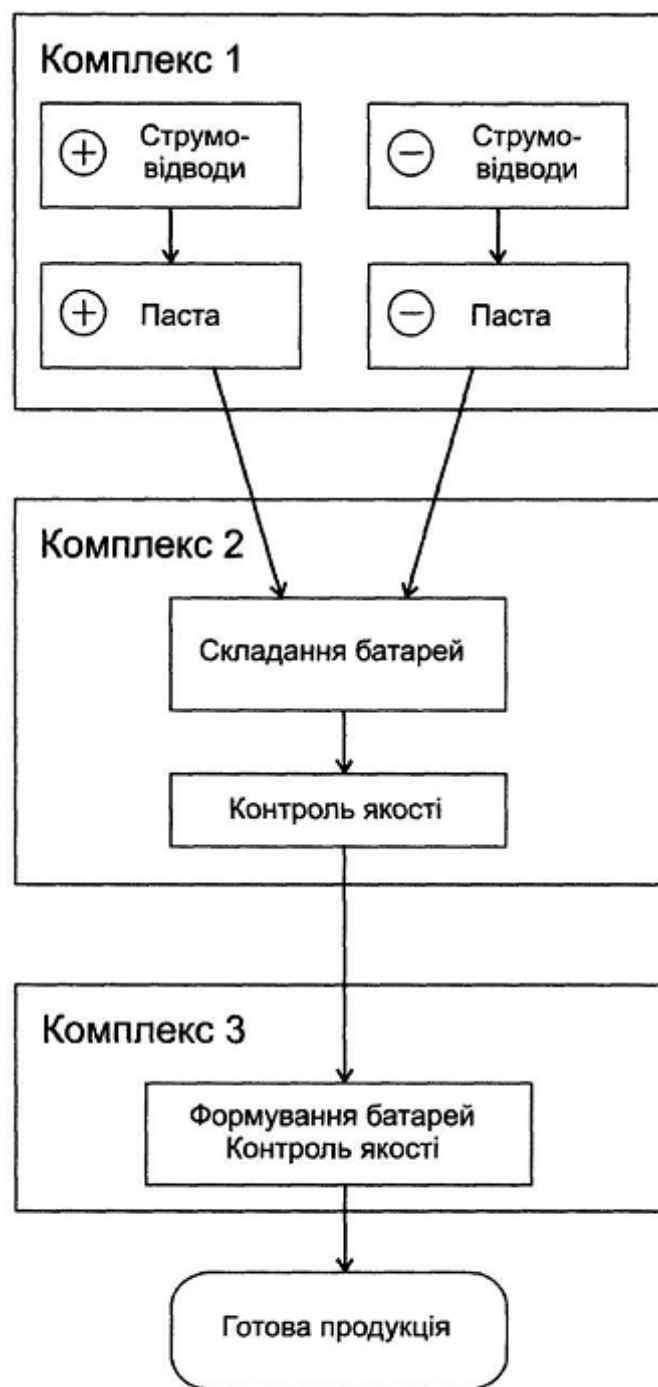 Комплекс 1
+ Струмо-
відводи
− Струмо-
відводи
+ Паста
− Паста
Комплекс 2
Складання батарей
Контроль якості
Комплекс 3
Формування батарей
Контроль якості
Готова продукція